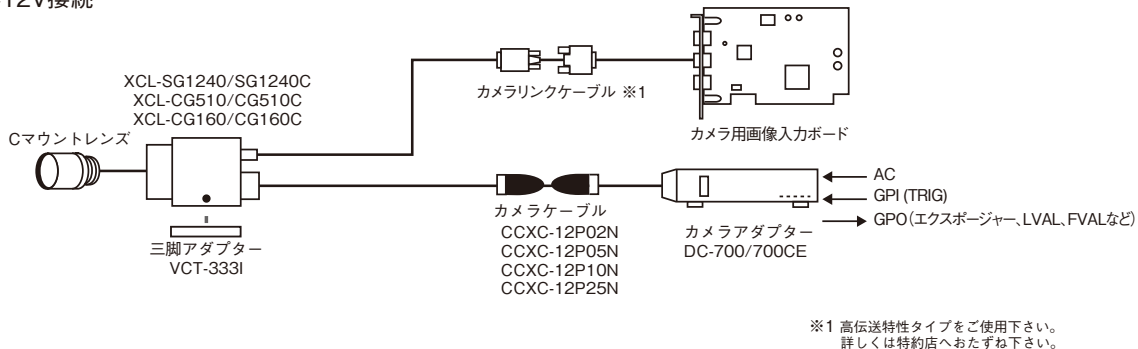 12V接続
XCL-SG1240/SG1240C
XCL-CG510/CG510C
XCL-CG160/CG160C
Cマウントレンズ
三脚アダプター
VCT-333I
カメラリンクケーブル ※1
カメラ用画像入力ボード
カメラケーブル
CCXC-12P02N
CCXC-12P05N
CCXC-12P10N
CCXC-12P25N
カメラアダプター
DC-700/700CE
AC
GPI (TRIG)
GPO（エクスポージャー、LVAL、FVALなど）
※1 高伝送特性タイプをご使用下さい。
詳しくは特約店へおたずね下さい。